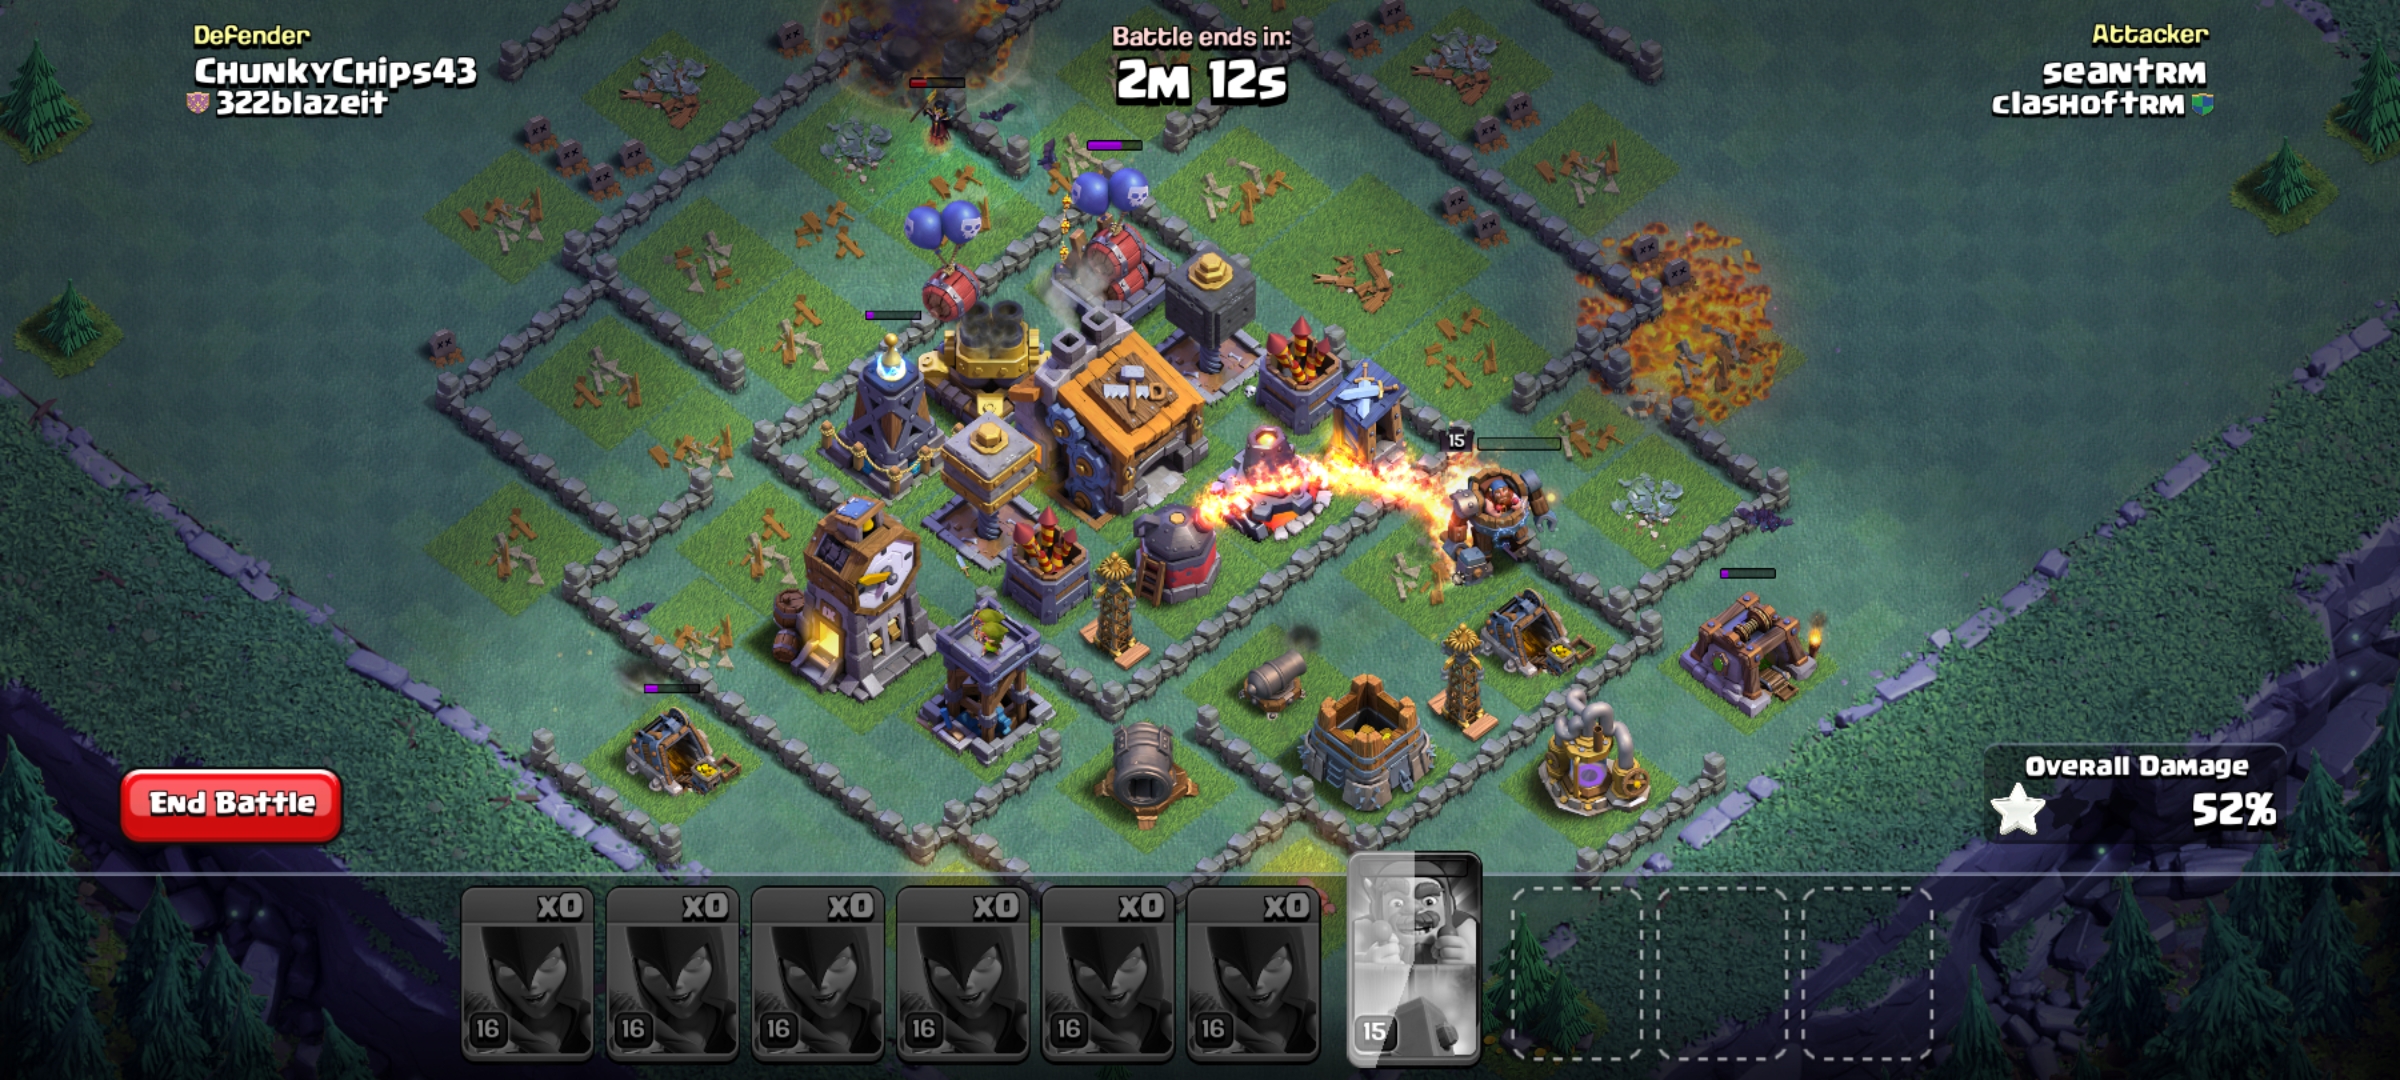 Defender
CHUNKYCHIPS43
322blazeit
Battle ends in:
2M 12s
Attacker
seantRM
clashoftRM
15
End Battle
Overall Damage
52%
x0
x0
x0
x0
x0
x0
16
16
16
16
16
16
15